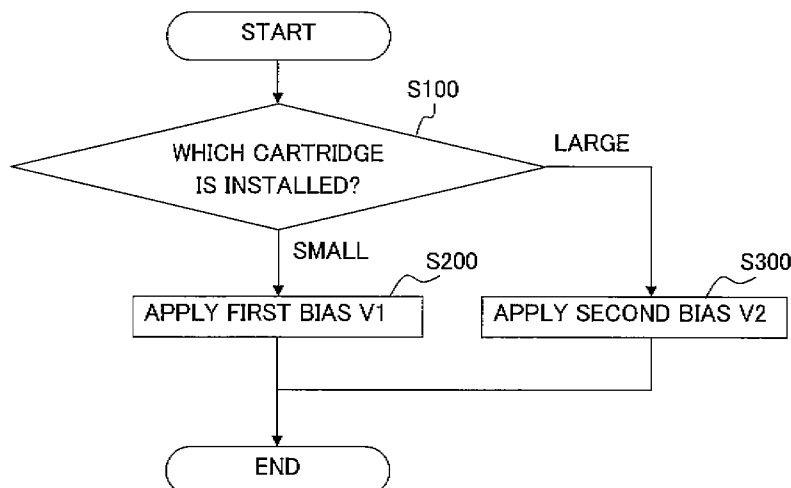 START
S100
WHICH CARTRIDGE
IS INSTALLED?
LARGE
SMALL
S200
S300
APPLY FIRST BIAS V1
APPLY SECOND BIAS V2
END